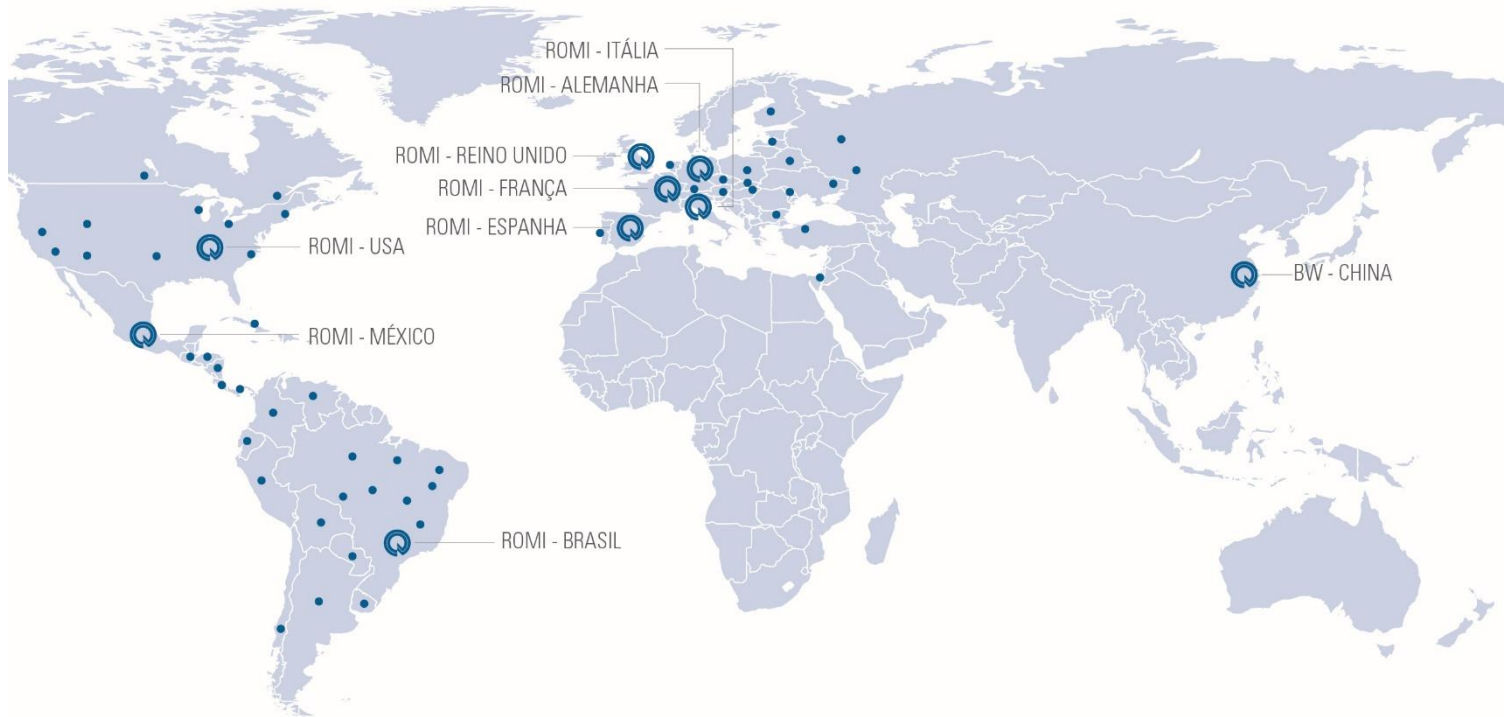 ROMI - ITÁLIA
ROMI - ALEMANHA
ROMI - REINO UNIDO
ROMI - FRANÇA
ROMI - ESPANHA
ROMI - USA
BW - CHINA
ROMI - MÉXICO
ROMI - BRASIL